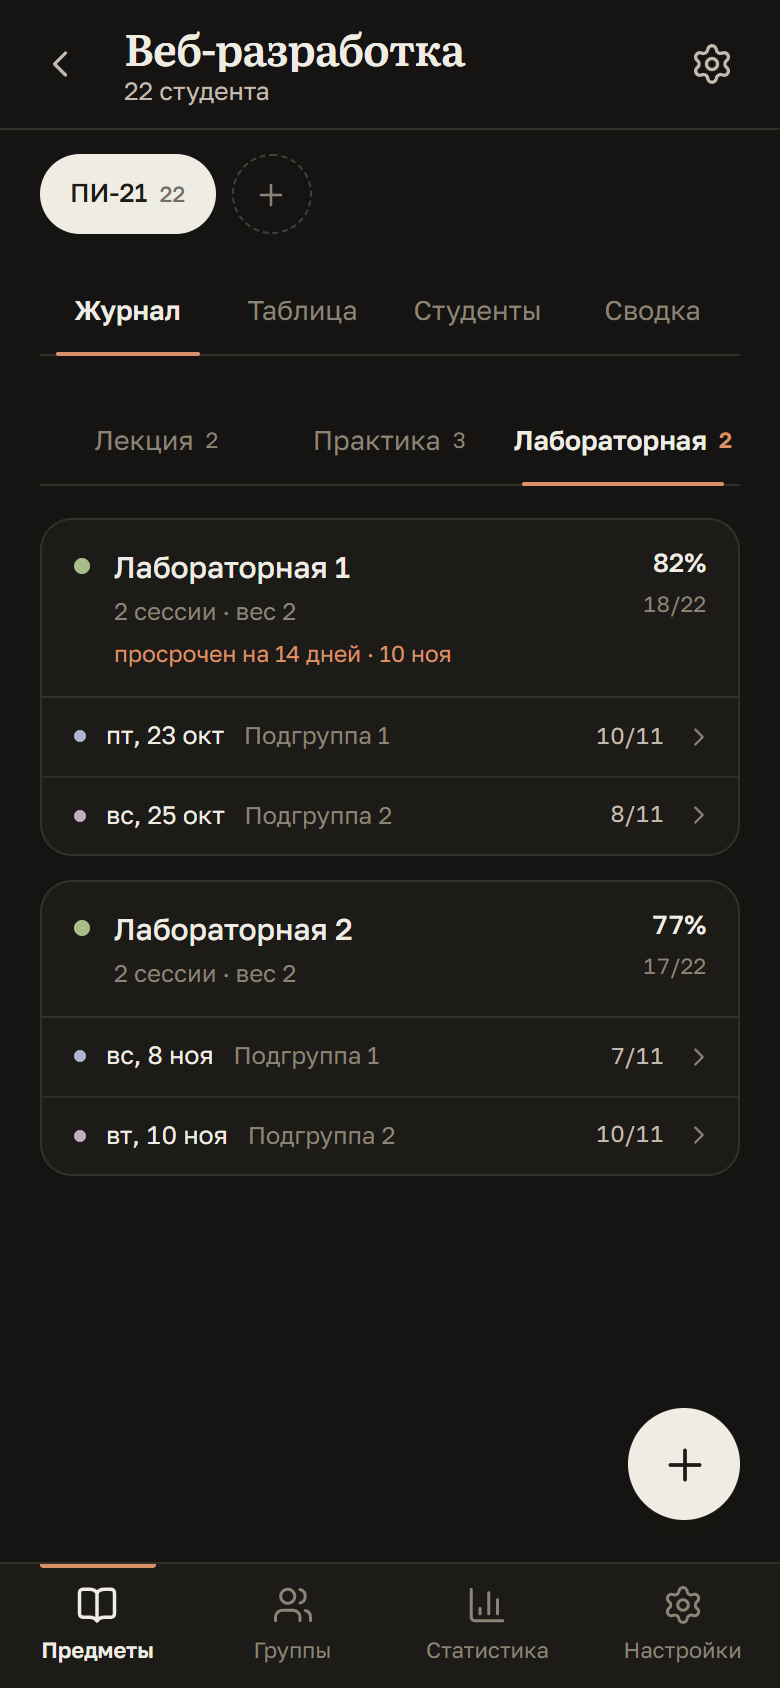 Веб-разработка
22 студента
ПИ-21 22
Журнал Таблица Студенты Сводка
Лекция 2 Практика 3 Лабораторная 2
Лабораторная 1 82%
2 сессии · вес 2 18/22
просрочен на 14 дней · 10 ноя
пт, 23 окт Подгруппа 1 10/11
вс, 25 окт Подгруппа 2 8/11
Лабораторная 2 77%
2 сессии · вес 2 17/22
вс, 8 ноя Подгруппа 1 7/11
вт, 10 ноя Подгруппа 2 10/11
Предметы Группы Статистика Настройки